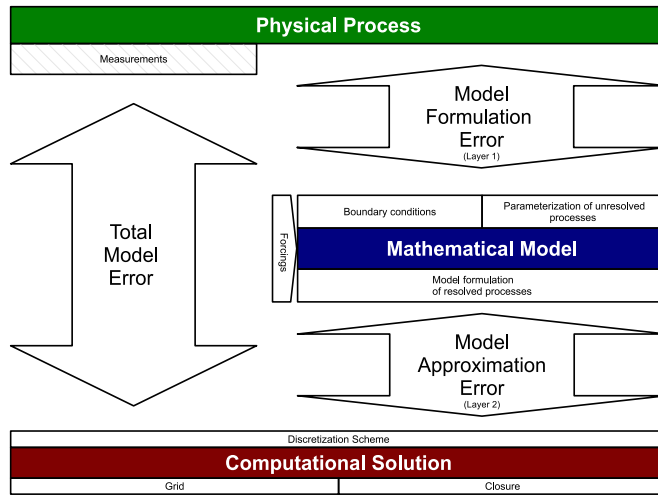 Physical Process
Measurements
Model
Formulation
Error
(Layer 1)
Total
Model
Error
Forcings
Boundary conditions
Parameterization of unresolved
processes
Mathematical Model
Model formulation
of resolved processes
Model
Approximation
Error
(Layer 2)
Discretization Scheme
Computational Solution
Grid
Closure